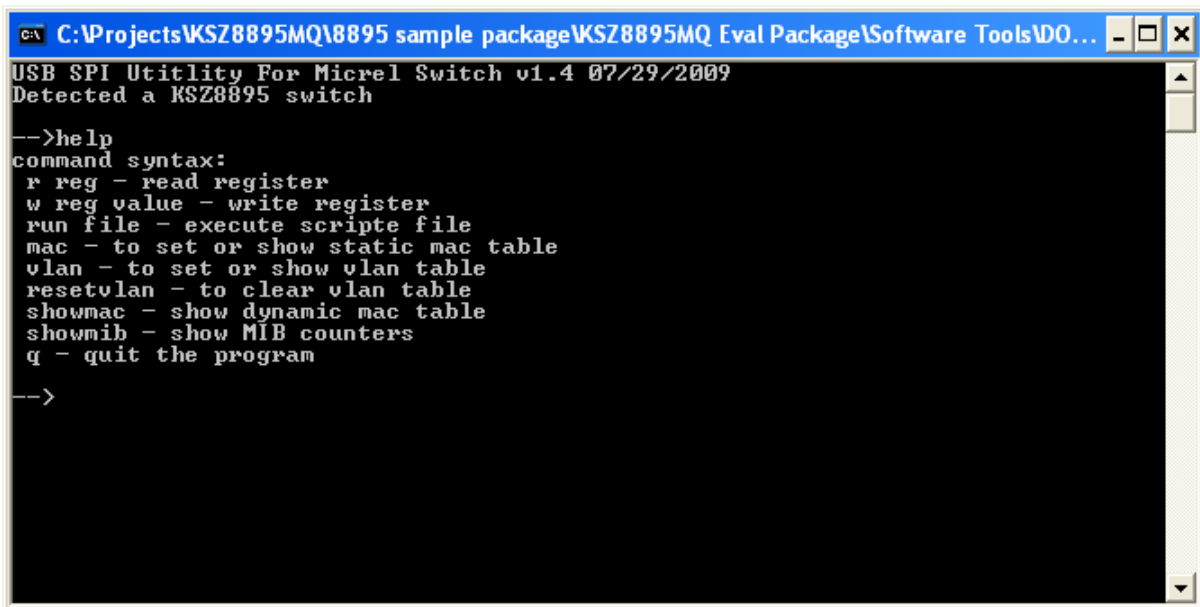 C:\Projects\KSZ8895MQ\8895 sample package\KSZ8895MQ Eval Package\Software Tools\DO...
USB SPI Utitlity For Micrel Switch v1.4 07/29/2009
Detected a KSZ8895 switch
-->help
command syntax:
r reg - read register
w reg value - write register
run file - execute scripte file
mac - to set or show static mac table
vlan - to set or show vlan table
resetvlan - to clear vlan table
showmac - show dynamic mac table
showmib - show MIB counters
q - quit the program
-->